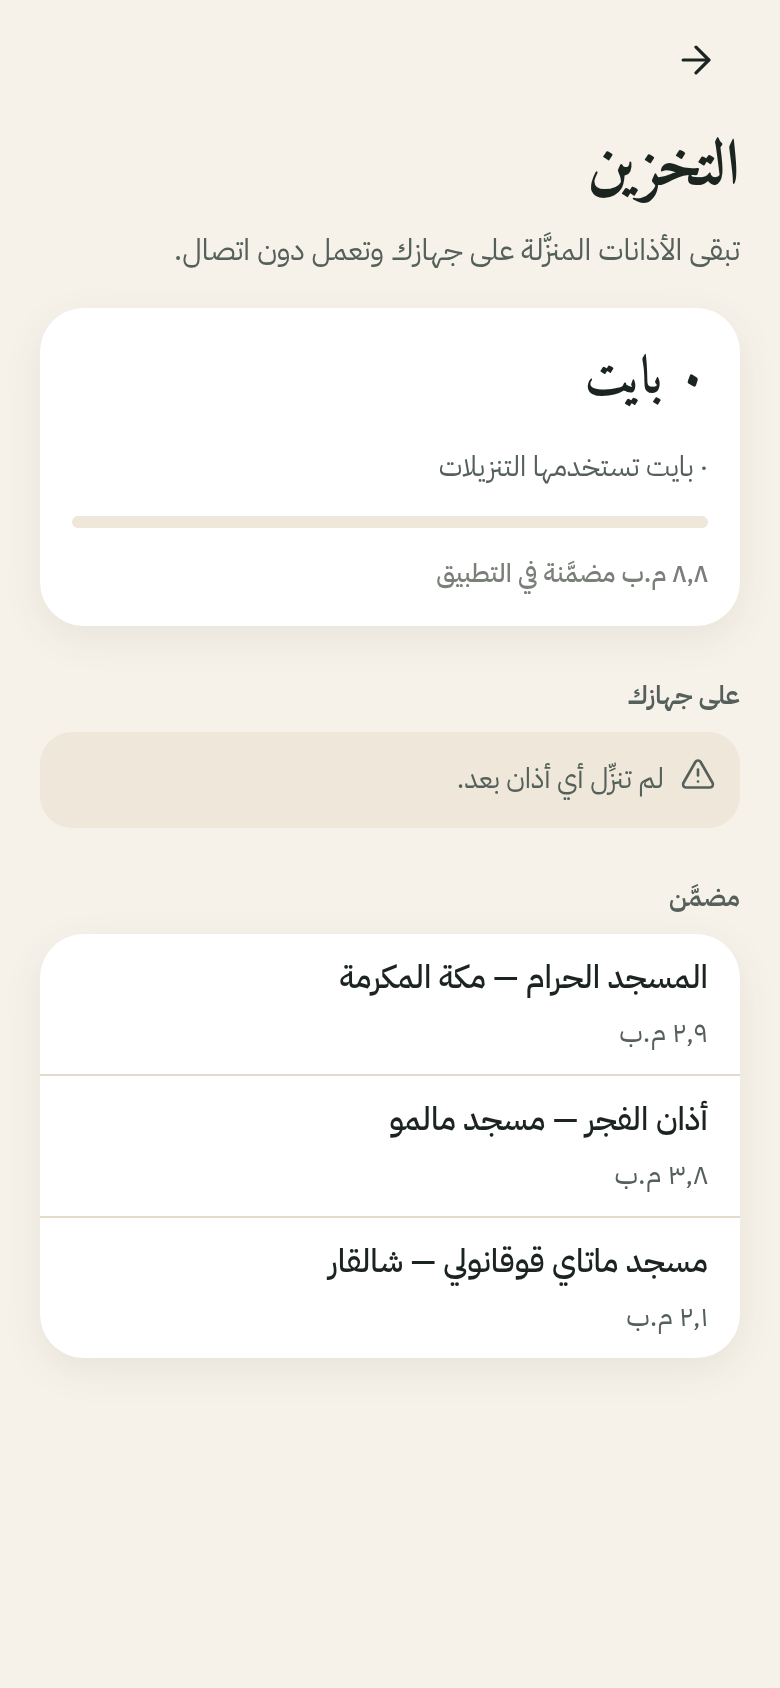 التخزين
تبقى الأذانات المنزَّلة على جهازك وتعمل دون اتصال.
٠ بايت
٠ بايت تستخدمها التنزيلات
٨٫٨ م.ب مضمَّنة في التطبيق
على جهازك
لم تنزِّل أي أذان بعد.
مضمَّن
المسجد الحرام — مكة المكرمة
٢٫٩ م.ب
أذان الفجر — مسجد مالمو
٣٫٨ م.ب
مسجد ماتاي قوقانولي — شالقار
٢٫١ م.ب